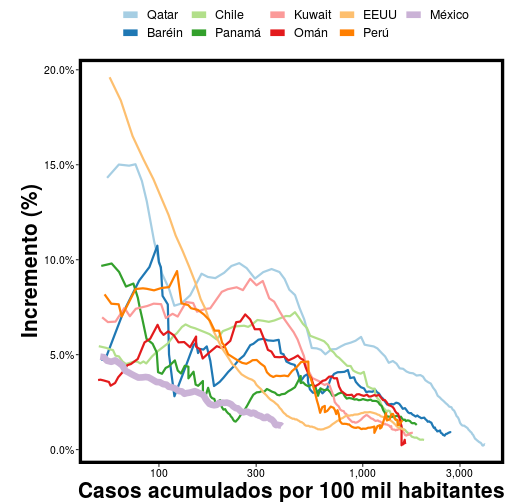 Qatar Chile Kuwait EEUU México
Baréin Panamá Omán Perú
Incremento (%)
20.0%
15.0%
10.0%
5.0%
0.0%
100 300 1,000 3,000
Casos acumulados por 100 mil habitantes